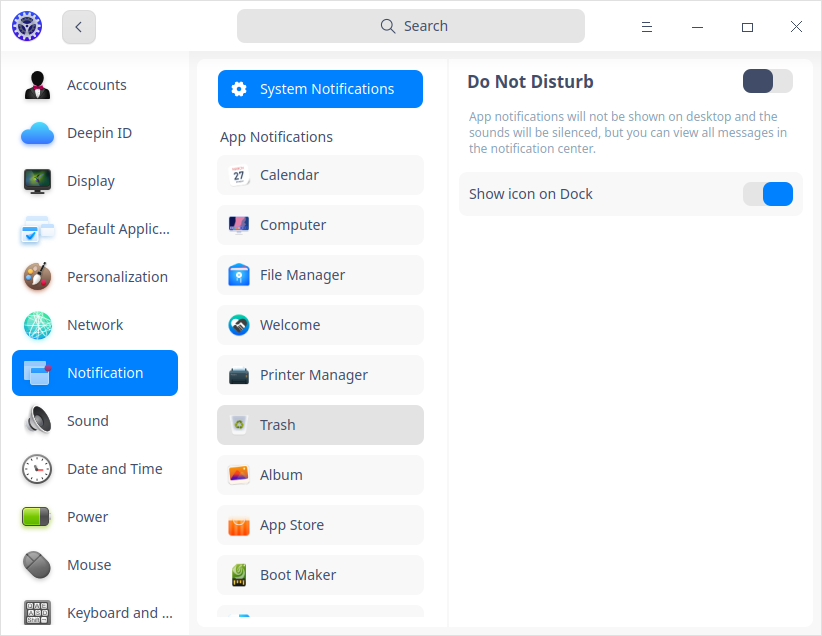 Search
Accounts
Deepin ID
Display
Default Applic...
Personalization
Network
Notification
Sound
Date and Time
Power
Mouse
Keyboard and ...
System Notifications
App Notifications
27
Calendar
Computer
File Manager
Welcome
Printer Manager
Trash
Album
App Store
Boot Maker
Do Not Disturb
App notifications will not be shown on desktop and the
sounds will be silenced, but you can view all messages in
the notification center.
Show icon on Dock